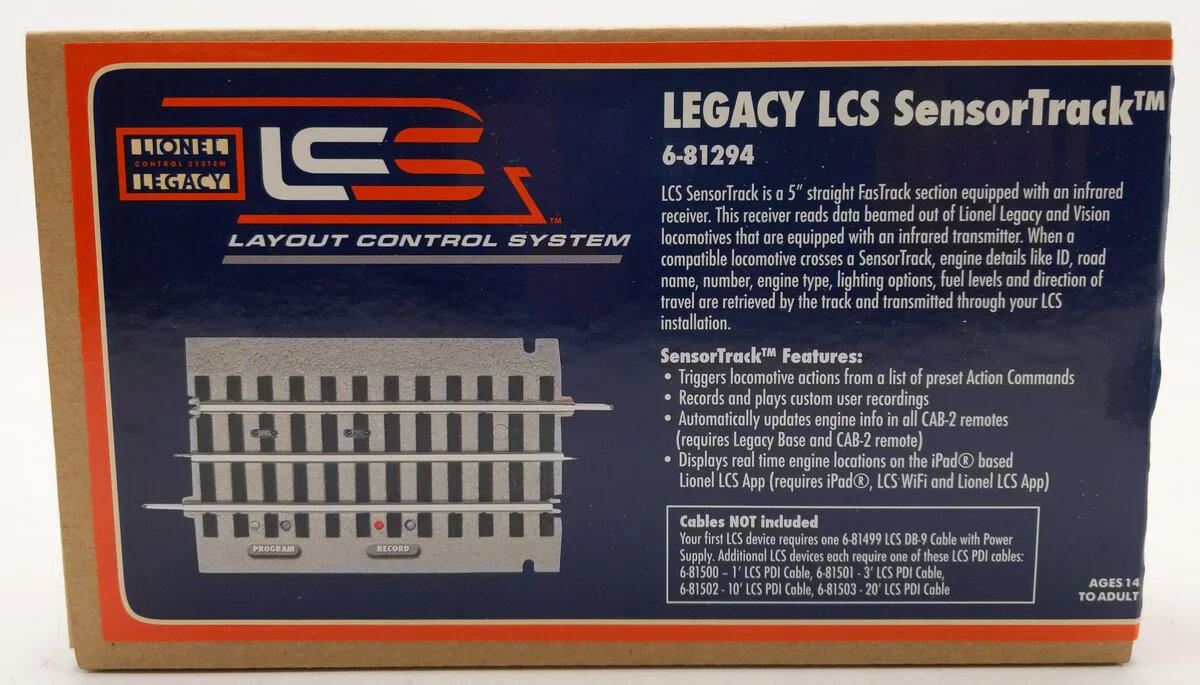 LIONEL
CONTROL SYSTEM
LEGACY
LCS
TM
LAYOUT CONTROL SYSTEM
PROGRAM
RECORD
LEGACY LCS SensorTrack™
6-81294
LCS SensorTrack is a 5” straight FasTrack section equipped with an infrared
receiver. This receiver reads data beamed out of Lionel Legacy and Vision
locomotives that are equipped with an infrared transmitter. When a
compatible locomotive crosses a SensorTrack, engine details like ID, road
name, number, engine type, lighting options, fuel levels and direction of
travel are retrieved by the track and transmitted through your LCS
installation.
SensorTrack™ Features:
• Triggers locomotive actions from a list of preset Action Commands
• Records and plays custom user recordings
• Automatically updates engine info in all CAB-2 remotes
(requires Legacy Base and CAB-2 remote)
• Displays real time engine locations on the iPad® based
Lionel LCS App (requires iPad®, LCS WiFi and Lionel LCS App)
Cables NOT included
Your first LCS device requires one 6-81499 LCS DB-9 Cable with Power
Supply. Additional LCS devices each require one of these LCS PDI cables:
6-81500 – 1’ LCS PDI Cable, 6-81501 - 3’ LCS PDI Cable,
6-81502 - 10’ LCS PDI Cable, 6-81503 - 20’ LCS PDI Cable
AGES 14
TO ADULT